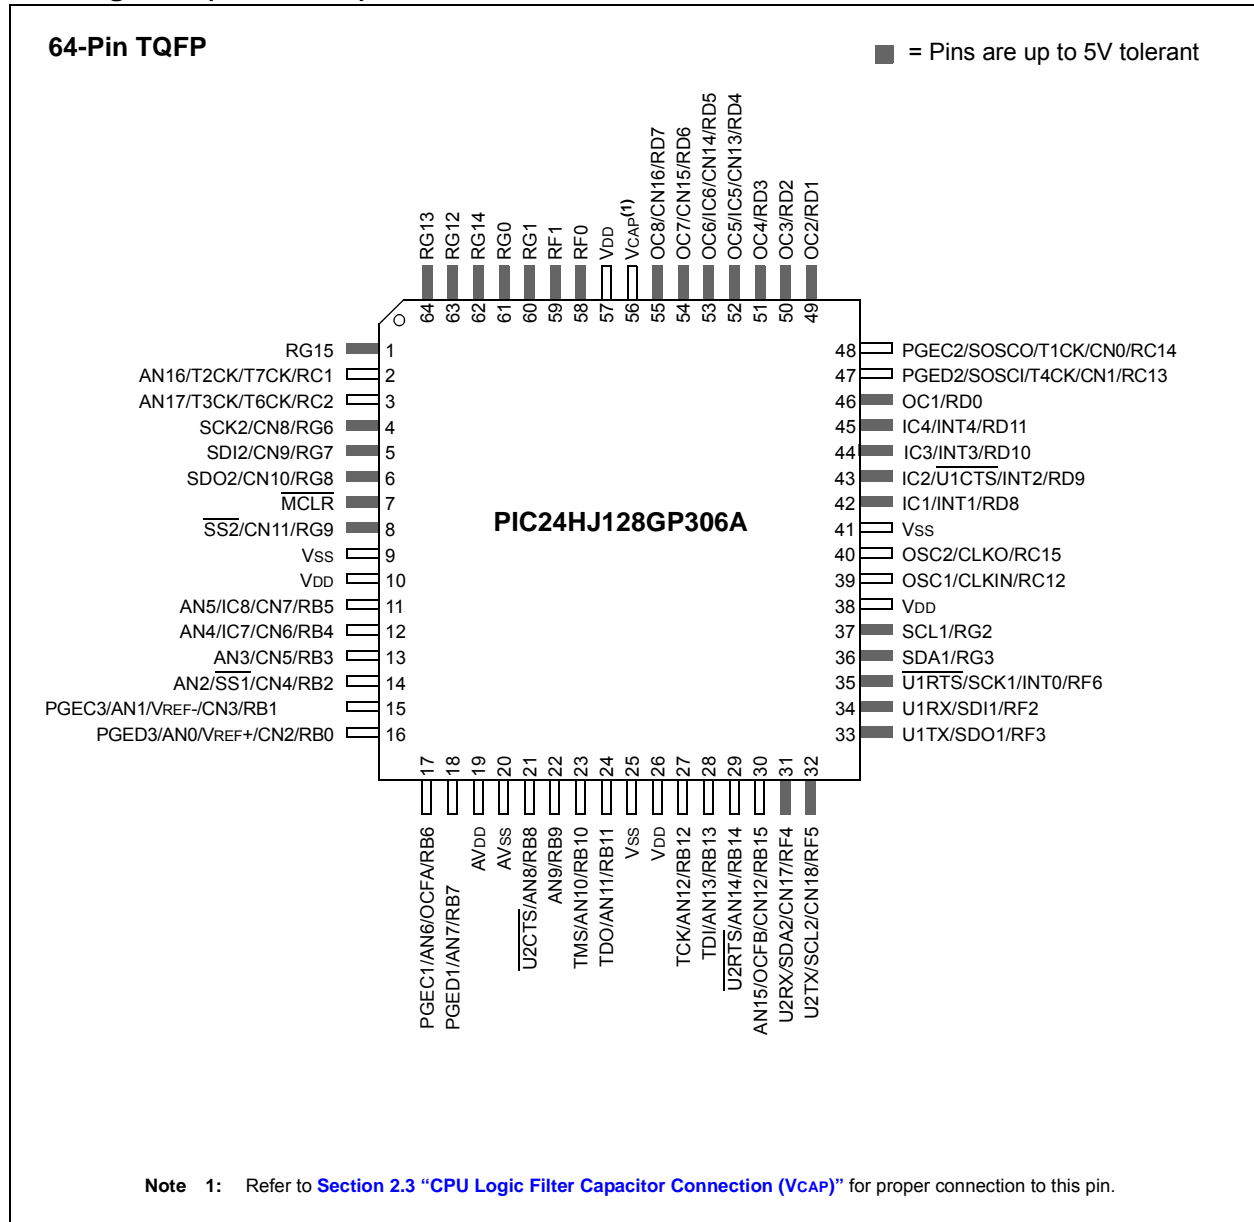 64-Pin TQFP
= Pins are up to 5V tolerant
RG13
RG12
RG14
RG0
RG1
RF1
RF0
VDD
VCAP(1)
OC8/CN16/RD7
OC7/CN15/RD6
OC6/IC6/CN14/RD5
OC5/IC5/CN13/RD4
OC4/RD3
OC3/RD2
OC2/RD1
64 63 62 61 60 59 58 57 56 55 54 53 52 51 50 49
RG15 1
AN16/T2CK/T7CK/RC1 2
AN17/T3CK/T6CK/RC2 3
SCK2/CN8/RG6 4
SDI2/CN9/RG7 5
SDO2/CN10/RG8 6
MCLR 7
SS2/CN11/RG9 8
VSS 9
VDD 10
AN5/IC8/CN7/RB5 11
AN4/IC7/CN6/RB4 12
AN3/CN5/RB3 13
AN2/SS1/CN4/RB2 14
PGEC3/AN1/VREF-/CN3/RB1 15
PGED3/AN0/VREF+/CN2/RB0 16
PIC24HJ128GP306A
48 PGEC2/SOSCO/T1CK/CN0/RC14
47 PGED2/SOSCI/T4CK/CN1/RC13
46 OC1/RD0
45 IC4/INT4/RD11
44 IC3/INT3/RD10
43 IC2/U1CTS/INT2/RD9
42 IC1/INT1/RD8
41 VSS
40 OSC2/CLKO/RC15
39 OSC1/CLKIN/RC12
38 VDD
37 SCL1/RG2
36 SDA1/RG3
35 U1RTS/SCK1/INT0/RF6
34 U1RX/SDI1/RF2
33 U1TX/SDO1/RF3
17 18 19 20 21 22 23 24 25 26 27 28 29 30 31 32
PGEC1/AN6/OCFA/RB6
PGED1/AN7/RB7
AVDD
AVSS
U2CTS/AN8/RB8
AN9/RB9
TMS/AN10/RB10
TDO/AN11/RB11
VSS
VDD
TCK/AN12/RB12
TDI/AN13/RB13
U2RTS/AN14/RB14
AN15/OCFB/CN12/RB15
U2RX/SDA2/CN17/RF4
U2TX/SCL2/CN18/RF5
Note 1: Refer to Section 2.3 “CPU Logic Filter Capacitor Connection (VCAP)” for proper connection to this pin.